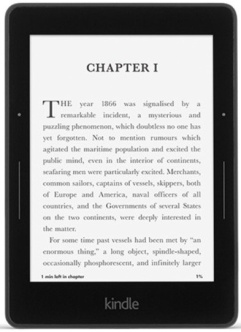 CHAPTER I
THE year 1866 was signalised by a
remarkable incident, a mysterious and
puzzling phenomenon, which doubtless no one has
yet forgotten. Not to mention rumours which
agitated the maritime population and excited the
public mind, even in the interior of continents,
seafaring men were particularly excited. Merchants,
common sailors, captains of vessels, skippers, both
of Europe and America, naval officers of all
countries, and the Governments of several States
on the two continents, were deeply interested in
the matter.
For some time past vessels had been met by "an
enormous thing," a long object, spindle-shaped,
occasionally phosphorescent, and infinitely larger
1 min left in chapter 1%
kindle